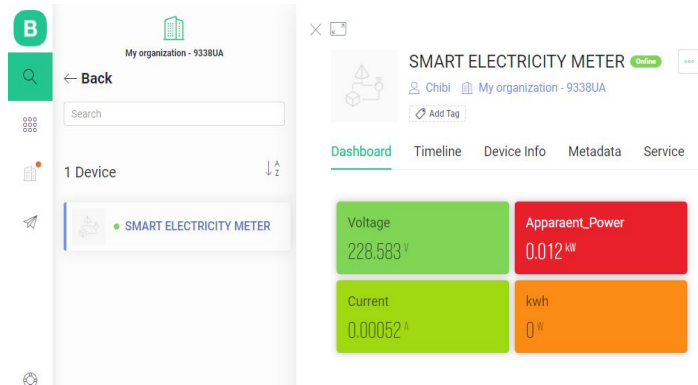 B
My organization - 9338UA
← Back
Search
1 Device
A
Z
SMART ELECTRICITY METER
SMART ELECTRICITY METER Online
Chibi My organization - 9338UA
Add Tag
Dashboard Timeline Device Info Metadata Service
Voltage
228.583 V
Apparaent_Power
0.012 kW
Current
0.00052 A
kwh
0 W